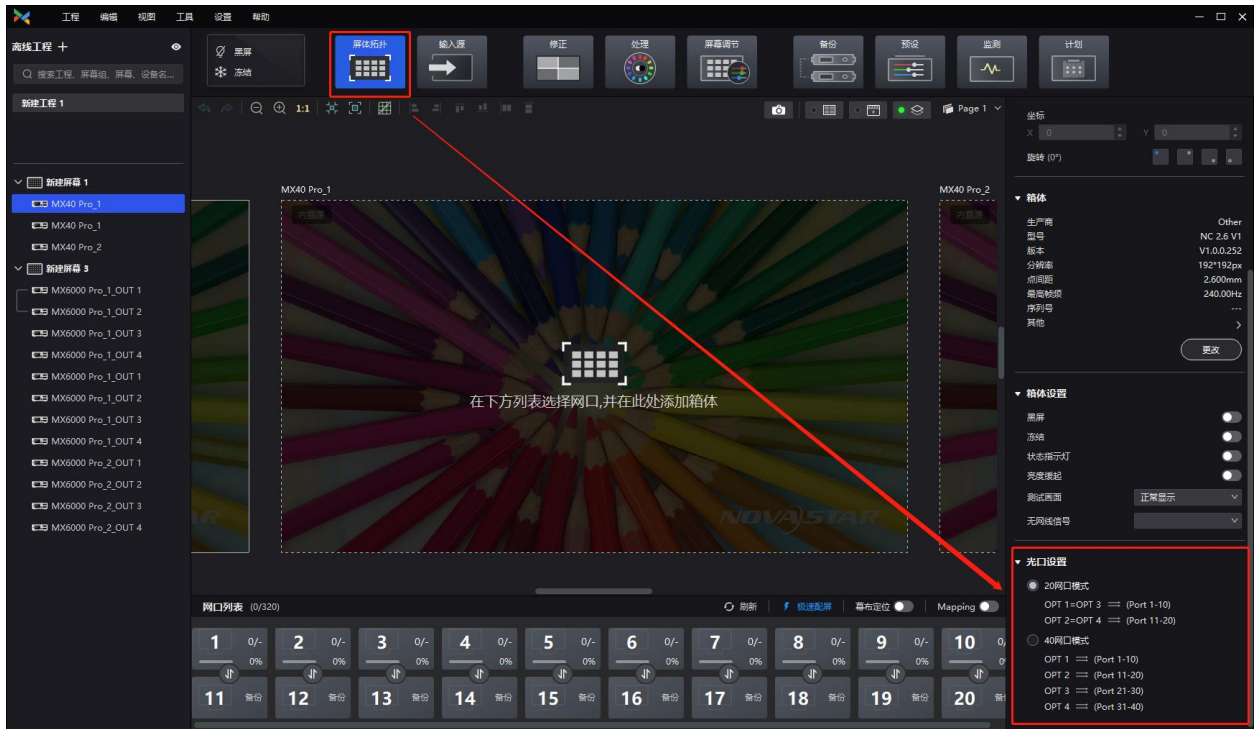 工程 编辑 视图 工具 设置 帮助
离线工程
搜索工程、屏幕组、屏幕、设备名...
新建工程 1
黑屏
冻结
屏体拓扑 输入源 修正 处理 屏幕调节 备份 预设 监测 计划
1:1
Page 1
新建屏幕 1
MX40 Pro_1
MX40 Pro_1
MX40 Pro_2
新建屏幕 3
MX6000 Pro_1_OUT 1
MX6000 Pro_1_OUT 2
MX6000 Pro_1_OUT 3
MX6000 Pro_1_OUT 4
MX6000 Pro_1_OUT 1
MX6000 Pro_1_OUT 2
MX6000 Pro_1_OUT 3
MX6000 Pro_1_OUT 4
MX6000 Pro_2_OUT 1
MX6000 Pro_2_OUT 2
MX6000 Pro_2_OUT 3
MX6000 Pro_2_OUT 4
MX40 Pro_1
MX40 Pro_2
内置源
内置源
在下方列表选择网口,并在此处添加箱体
NOVASTAR
网口列表 (0/320)
刷新 极速配屏 幕布定位 Mapping
1 0/- 2 0/- 3 0/- 4 0/- 5 0/- 6 0/- 7 0/- 8 0/- 9 0/- 10
0% 0% 0% 0% 0% 0% 0% 0% 0%
11 备份 12 备份 13 备份 14 备份 15 备份 16 备份 17 备份 18 备份 19 备份 20
坐标
X 0 Y 0
旋转 (0°)
箱体
生产商 Other
型号 NC 2.6 V1
版本 V1.0.0.252
分辨率 192*192px
点间距 2.600mm
最高帧频 240.00Hz
序列号 ---
其他
更改
箱体设置
黑屏
冻结
状态指示灯
亮度缓起
测试画面 正常显示
无网线信号
光口设置
20网口模式
OPT 1=OPT 3 (Port 1-10)
OPT 2=OPT 4 (Port 11-20)
40网口模式
OPT 1 (Port 1-10)
OPT 2 (Port 11-20)
OPT 3 (Port 21-30)
OPT 4 (Port 31-40)